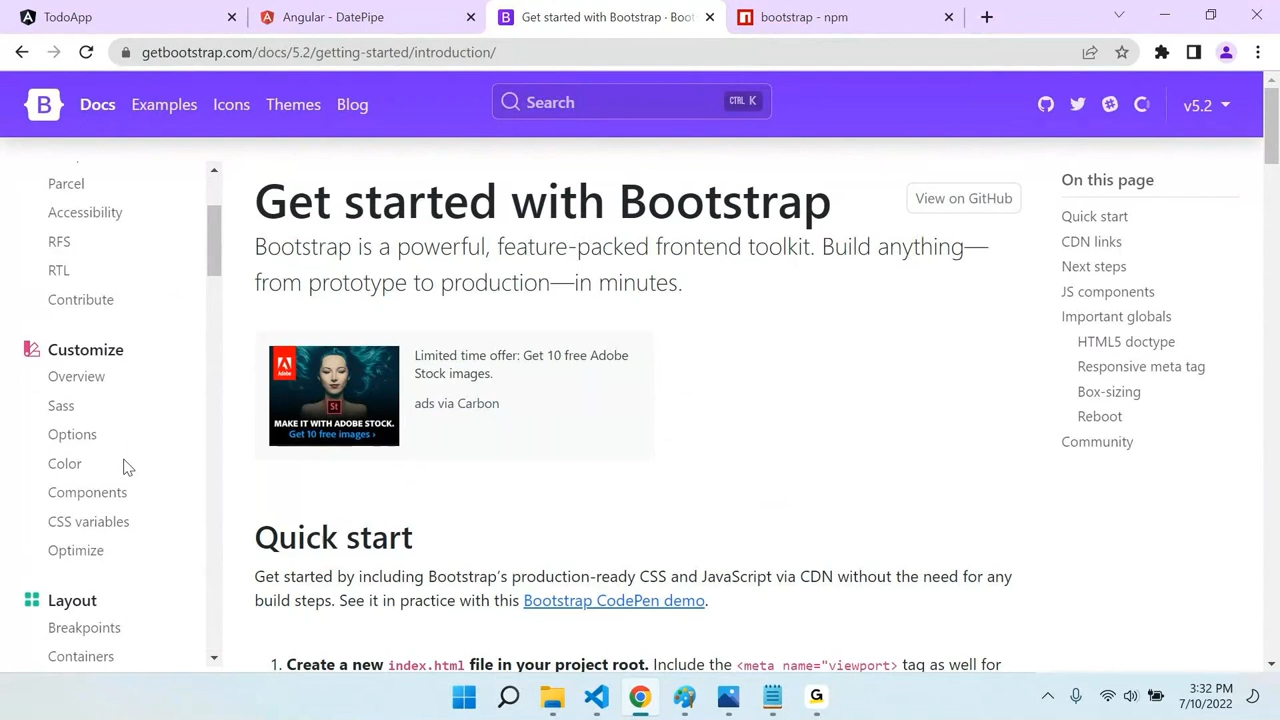 TodoApp
Angular - DatePipe
Get started with Bootstrap · Boo
bootstrap - npm
getbootstrap.com/docs/5.2/getting-started/introduction/
B
Docs
Examples
Icons
Themes
Blog
Search
CTRL K
v5.2
Parcel
Accessibility
RFS
RTL
Contribute
Customize
Overview
Sass
Options
Color
Components
CSS variables
Optimize
Layout
Breakpoints
Containers
Get started with Bootstrap
View on GitHub
Bootstrap is a powerful, feature-packed frontend toolkit. Build anything—
from prototype to production—in minutes.
Adobe
St
MAKE IT WITH ADOBE STOCK.
Get 10 free images ›
Limited time offer: Get 10 free Adobe
Stock images.
ads via Carbon
Quick start
Get started by including Bootstrap's production-ready CSS and JavaScript via CDN without the need for any
build steps. See it in practice with this Bootstrap CodePen demo.
1. Create a new index.html file in your project root. Include the <meta name="viewport> tag as well for
On this page
Quick start
CDN links
Next steps
JS components
Important globals
HTML5 doctype
Responsive meta tag
Box-sizing
Reboot
Community
G
3:32 PM
7/10/2022